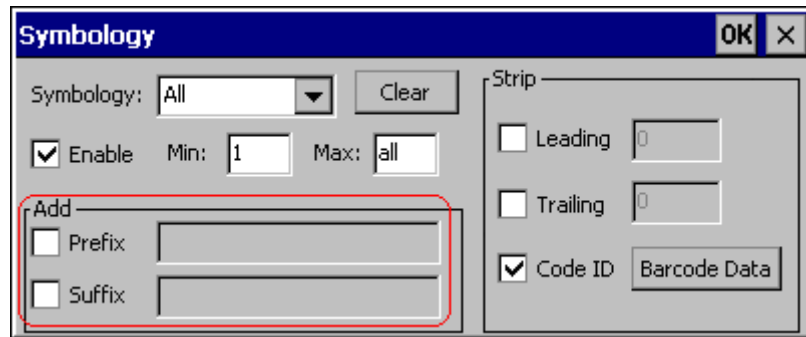 Symbology OK
Symbology: All Clear
Enable Min: 1 Max: all
Add
Prefix
Suffix
Strip
Leading 0
Trailing 0
Code ID Barcode Data